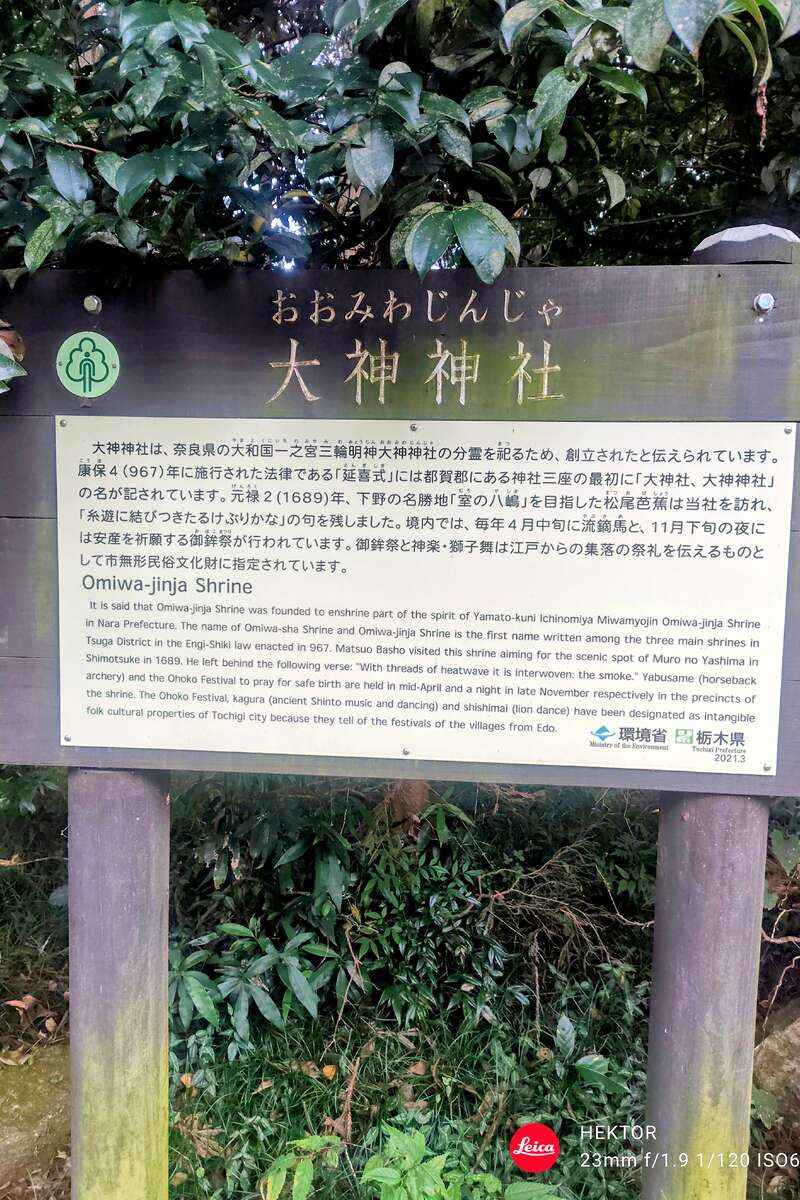 おおみわじんじゃ
大神神社
大神神社は、奈良県の大和国一之宮三輪明神大神神社の分霊を祀るため、創立されたと伝えられています。
康保4(967)年に施行された法律である「延喜式」には都賀郡にある神社三座の最初に「大神社、大神神社」
の名が記されています。元禄2(1689)年、下野の名勝地「室の八嶋」を目指した松尾芭蕉は当社を訪れ、
「糸遊に結びつきたるけぶりかな」の句を残しました。境内では、毎年4月中旬に流鏑馬と、11月下旬の夜に
は安産を祈願する御鉾祭が行われています。御鉾祭と神楽・獅子舞は江戸からの集落の祭礼を伝えるものと
して市無形民俗文化財に指定されています。
Omiwa-jinja Shrine
It is said that Omiwa-jinja Shrine was founded to enshrine part of the spirit of Yamato-kuni Ichinomiya Miwamyojin Omiwa-jinja Shrine
in Nara Prefecture. The name of Omiwa-sha Shrine and Omiwa-jinja Shrine is the first name written among the three main shrines in
Tsuga District in the Engi-Shiki law enacted in 967. Matsuo Basho visited this shrine aiming for the scenic spot of Muro no Yashima in
Shimotsuke in 1689. He left behind the following verse: "With threads of heatwave it is interwoven: the smoke." Yabusame (horseback
archery) and the Ohoko Festival to pray for safe birth are held in mid-April and a night in late November respectively in the precincts of
the shrine. The Ohoko Festival, kagura (ancient Shinto music and dancing) and shishimai (lion dance) have been designated as intangible
folk cultural properties of Tochigi city because they tell of the festivals of the villages from Edo.
環境省 栃木県
Ministry of the Environment Tochigi Prefecture
2021.3
Leica
HEKTOR
23mm f/1.9 1/120 ISO6